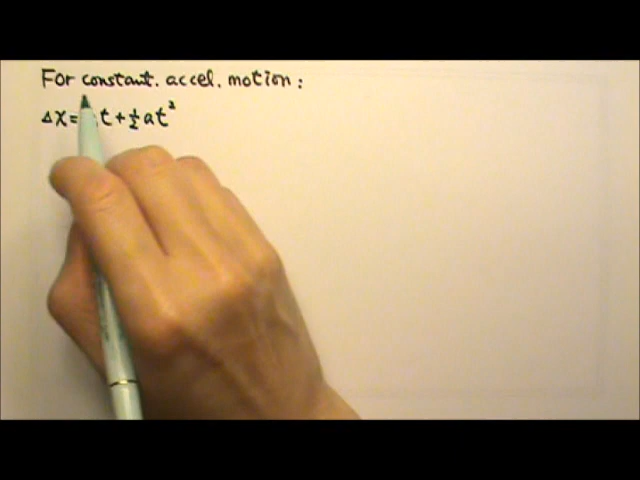 For constant. accel. motion:
Δx= t + ½at²